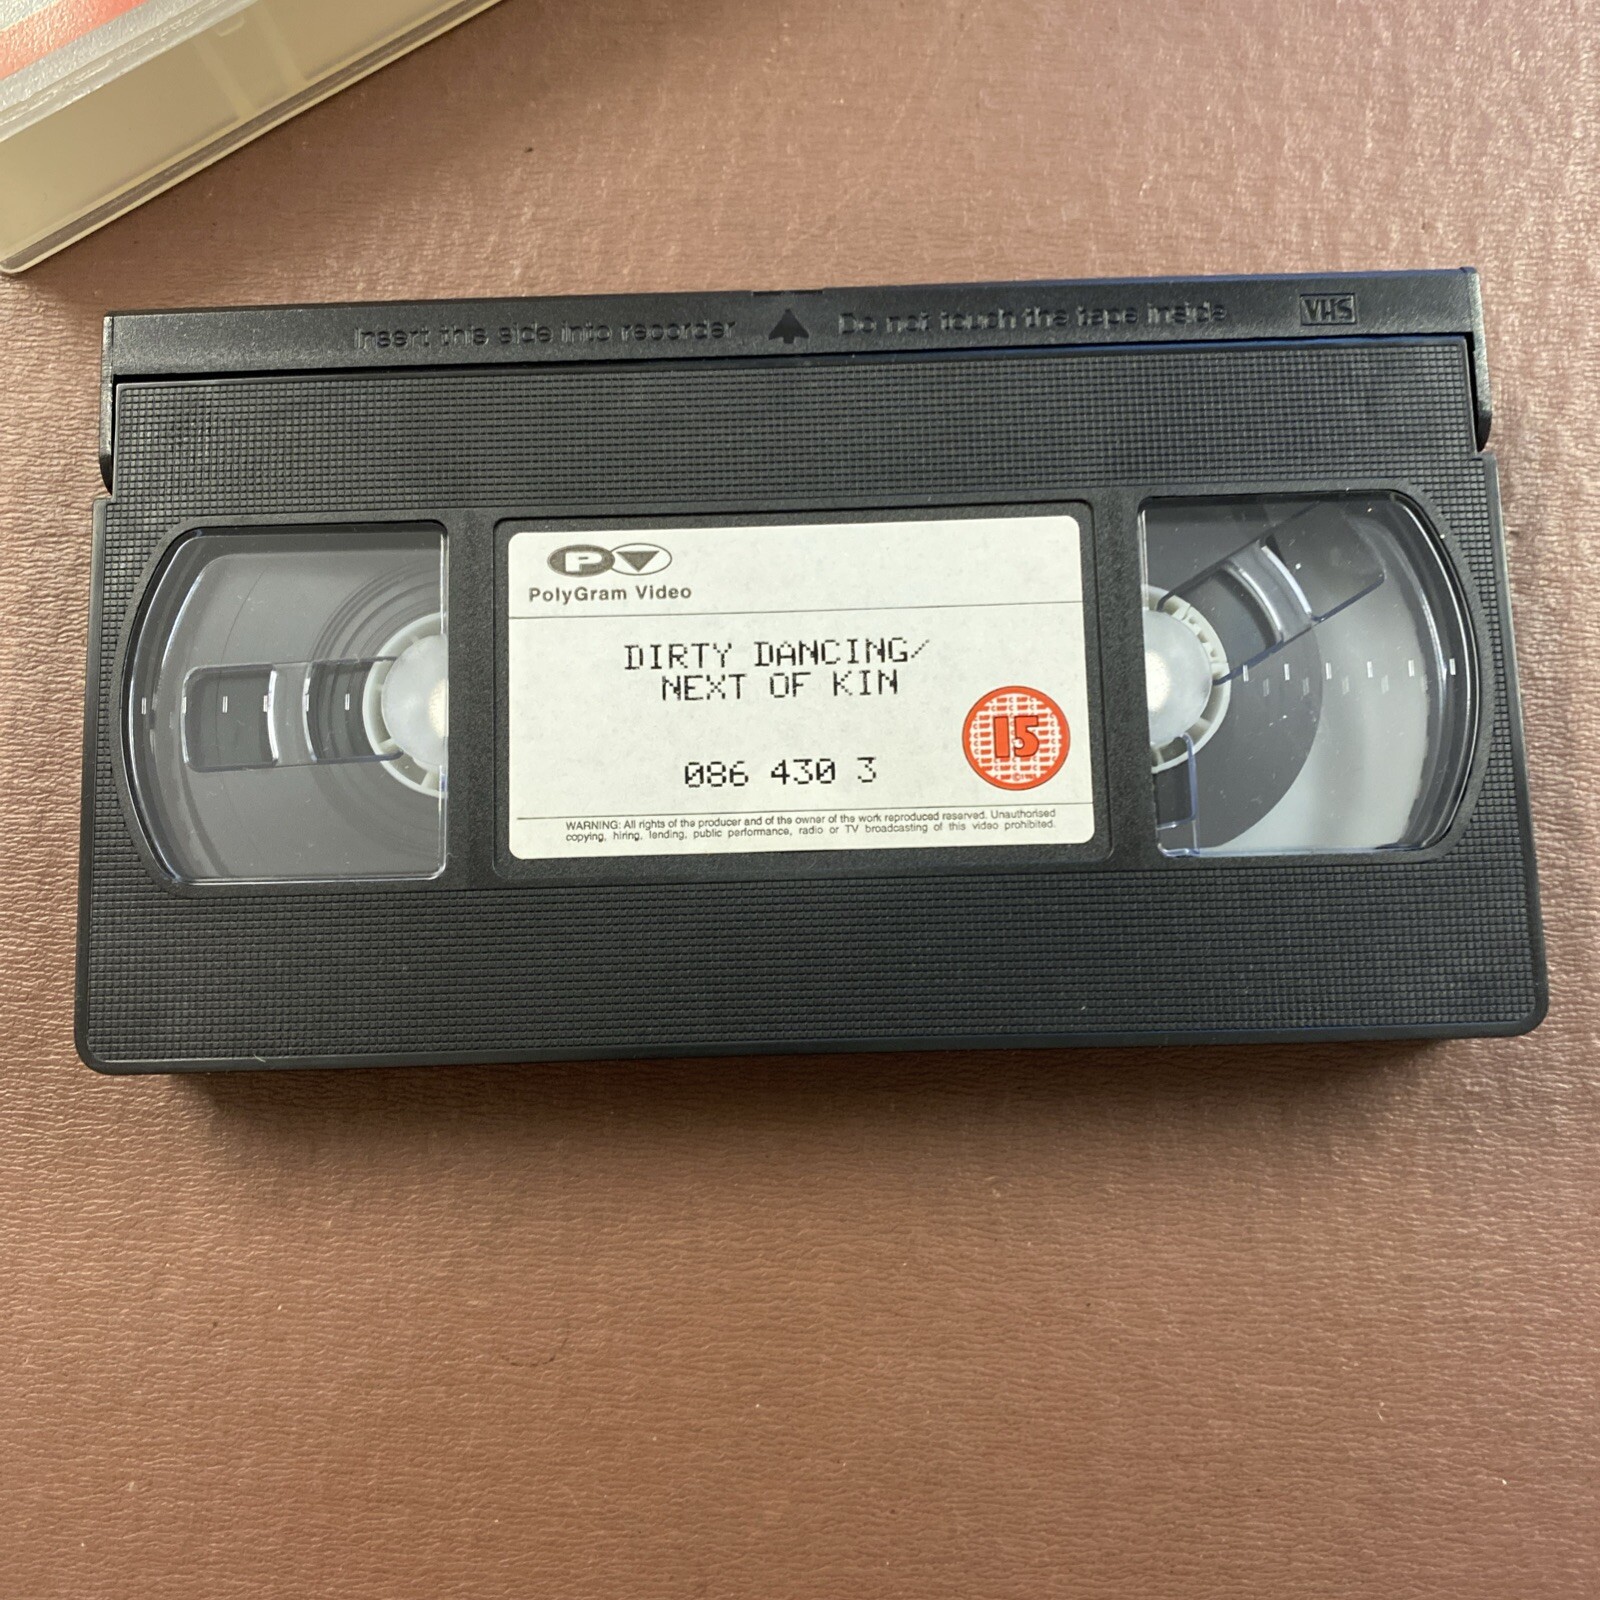 Insert this side into recorder
Do not touch the tape inside
VHS
P
PolyGram Video
DIRTY DANCING/
NEXT OF KIN
15
086 430 3
WARNING: All rights of the producer and of the owner of the work reproduced reserved. Unauthorised
copying, hiring, lending, public performance, radio or TV broadcasting of this video prohibited.